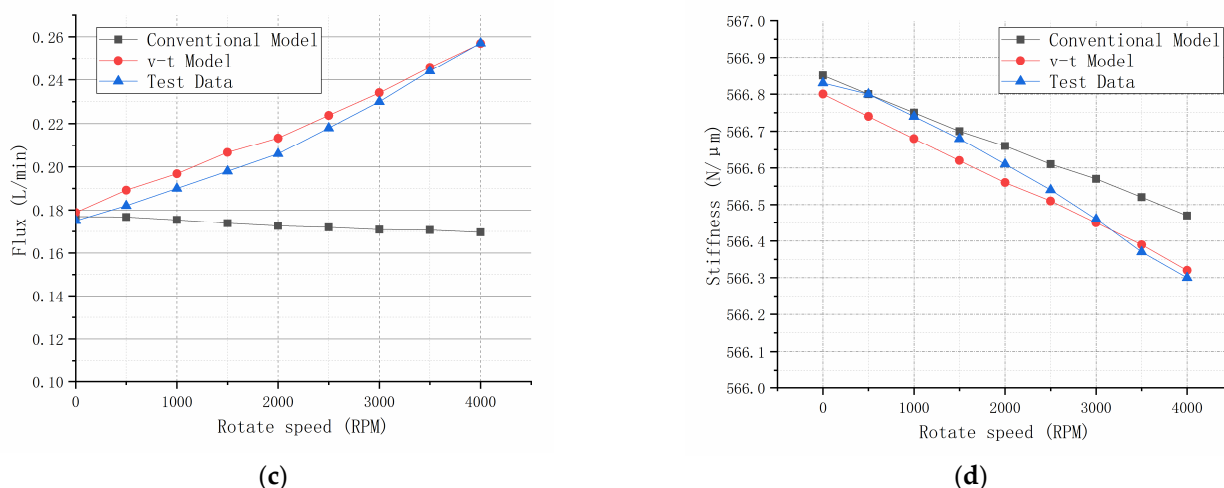 0.26
0.24
0.22
0.20
0.18
0.16
0.14
0.12
0.10
Flux (L/min)
Conventional Model
v-t Model
Test Data
0 1000 2000 3000 4000
Rotate speed (RPM)
(c)
567.0
566.9
566.8
566.7
566.6
566.5
566.4
566.3
566.2
566.1
566.0
Stiffness (N/μm)
Conventional Model
v-t Model
Test Data
0 1000 2000 3000 4000
Rotate speed (RPM)
(d)